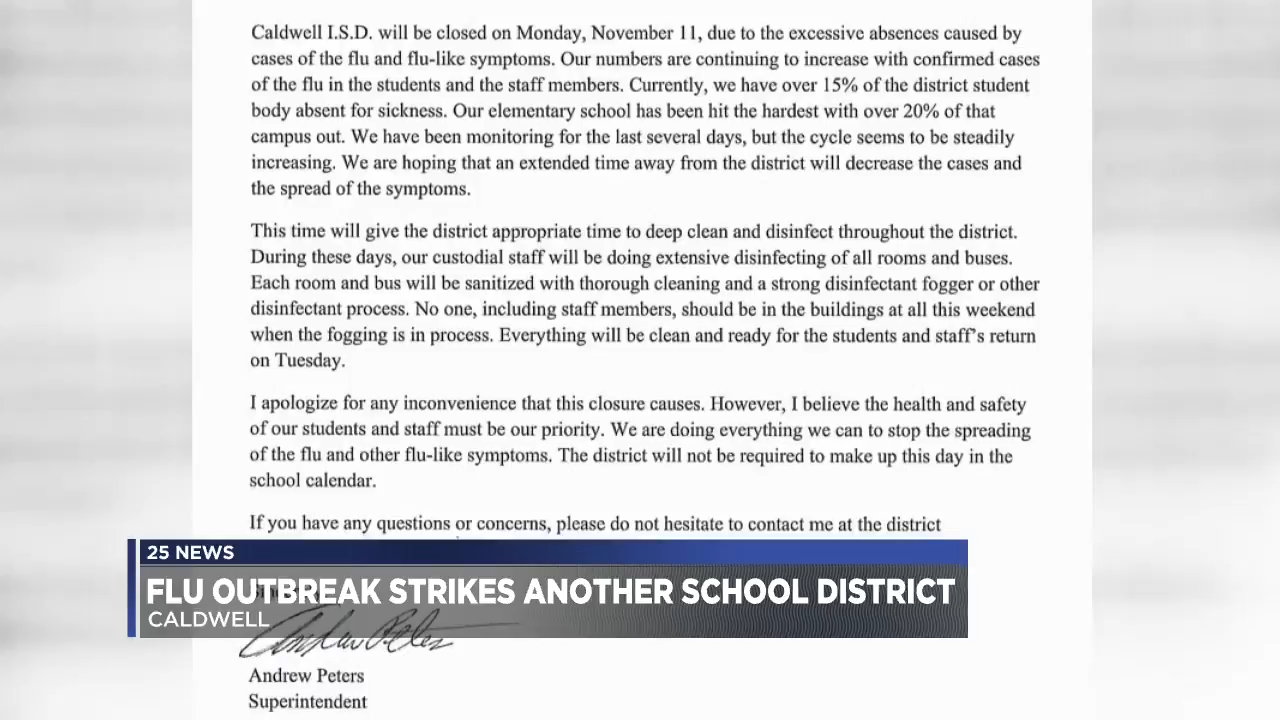 Caldwell I.S.D. will be closed on Monday, November 11, due to the excessive absences caused by
cases of the flu and flu-like symptoms. Our numbers are continuing to increase with confirmed cases
of the flu in the students and the staff members. Currently, we have over 15% of the district student
body absent for sickness. Our elementary school has been hit the hardest with over 20% of that
campus out. We have been monitoring for the last several days, but the cycle seems to be steadily
increasing. We are hoping that an extended time away from the district will decrease the cases and
the spread of the symptoms.
This time will give the district appropriate time to deep clean and disinfect throughout the district.
During these days, our custodial staff will be doing extensive disinfecting of all rooms and buses.
Each room and bus will be sanitized with thorough cleaning and a strong disinfectant fogger or other
disinfectant process. No one, including staff members, should be in the buildings at all this weekend
when the fogging is in process. Everything will be clean and ready for the students and staff's return
on Tuesday.
I apologize for any inconvenience that this closure causes. However, I believe the health and safety
of our students and staff must be our priority. We are doing everything we can to stop the spreading
of the flu and other flu-like symptoms. The district will not be required to make up this day in the
school calendar.
If you have any questions or concerns, please do not hesitate to contact me at the district
25 NEWS
FLU OUTBREAK STRIKES ANOTHER SCHOOL DISTRICT
CALDWELL
Andrew Peters
Andrew Peters
Superintendent